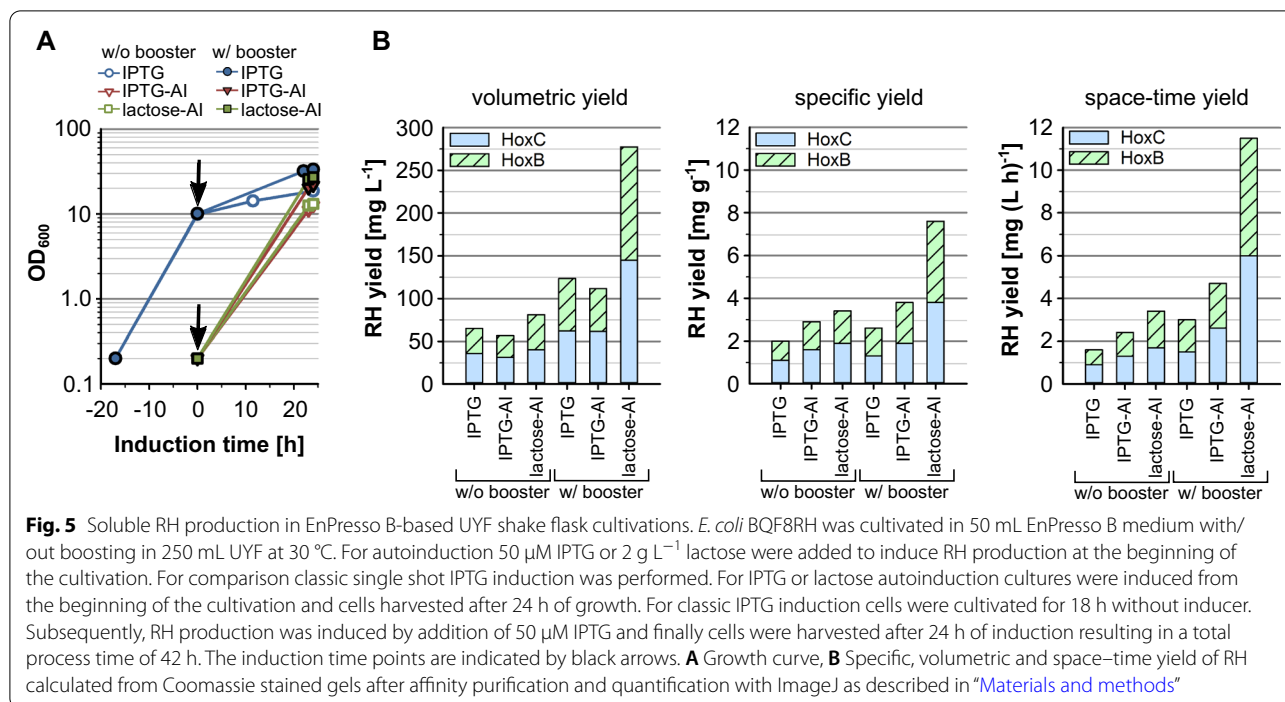 A
w/o booster w/ booster
IPTG IPTG
IPTG-AI IPTG-AI
lactose-AI lactose-AI
100
10
1.0
0.1
OD600
-20 -10 0 10 20
Induction time [h]
B
volumetric yield
HoxC
HoxB
300
250
200
150
100
50
0
RH yield [mg L-1]
IPTG
IPTG-AI
lactose-AI
IPTG
IPTG-AI
lactose-AI
w/o booster w/ booster
specific yield
HoxC
HoxB
12
10
8
6
4
2
0
RH yield [mg g-1]
IPTG
IPTG-AI
lactose-AI
IPTG
IPTG-AI
lactose-AI
w/o booster w/ booster
space-time yield
HoxC
HoxB
12
10
8
6
4
2
0
RH yield [mg (L h)-1]
IPTG
IPTG-AI
lactose-AI
IPTG
IPTG-AI
lactose-AI
w/o booster w/ booster
Fig. 5 Soluble RH production in EnPresso B-based UYF shake flask cultivations. E. coli BQF8RH was cultivated in 50 mL EnPresso B medium with/
out boosting in 250 mL UYF at 30 °C. For autoinduction 50 µM IPTG or 2 g L−1 lactose were added to induce RH production at the beginning of
the cultivation. For comparison classic single shot IPTG induction was performed. For IPTG or lactose autoinduction cultures were induced from
the beginning of the cultivation and cells harvested after 24 h of growth. For classic IPTG induction cells were cultivated for 18 h without inducer.
Subsequently, RH production was induced by addition of 50 µM IPTG and finally cells were harvested after 24 h of induction resulting in a total
process time of 42 h. The induction time points are indicated by black arrows. A Growth curve, B Specific, volumetric and space–time yield of RH
calculated from Coomassie stained gels after affinity purification and quantification with ImageJ as described in “Materials and methods”